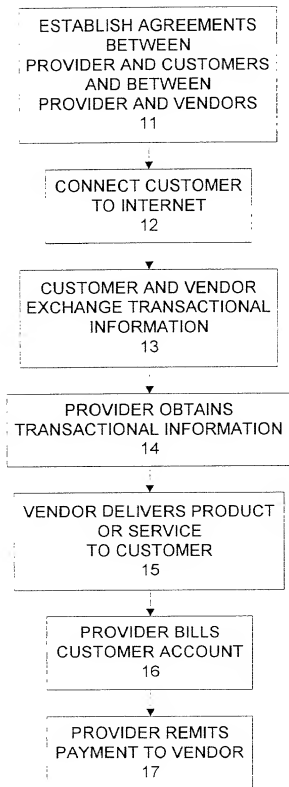 ESTABLISH AGREEMENTS
BETWEEN
PROVIDER AND CUSTOMERS
AND BETWEEN
PROVIDER AND VENDORS
11
CONNECT CUSTOMER
TO INTERNET
12
CUSTOMER AND VENDOR
EXCHANGE TRANSACTIONAL
INFORMATION
13
PROVIDER OBTAINS
TRANSACTIONAL INFORMATION
14
VENDOR DELIVERS PRODUCT
OR SERVICE
TO CUSTOMER
15
PROVIDER BILLS
CUSTOMER ACCOUNT
16
PROVIDER REMITS
PAYMENT TO VENDOR
17